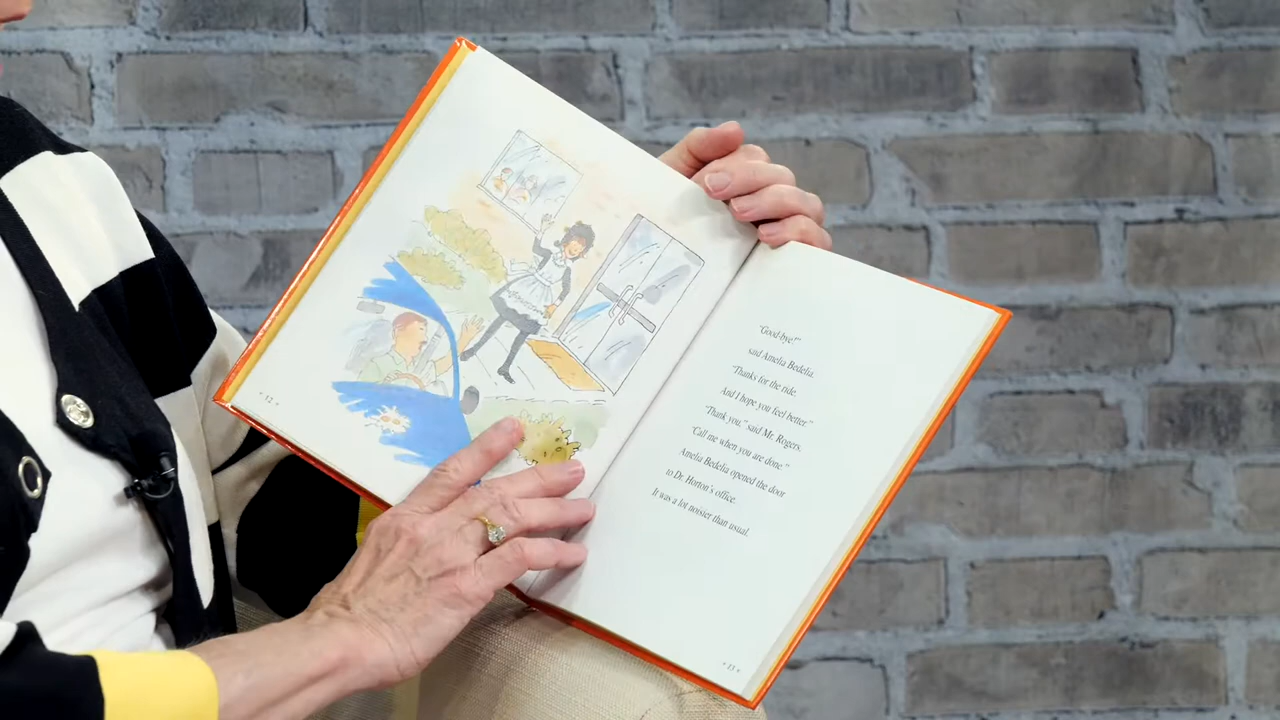 • 12 •
"Good-bye!"
said Amelia Bedelia.
"Thanks for the ride.
And I hope you feel better."
"Thank you," said Mr. Rogers.
"Call me when you are done."
Amelia Bedelia opened the door
to Dr. Horton's office.
It was a lot noisier than usual.
• 13 •